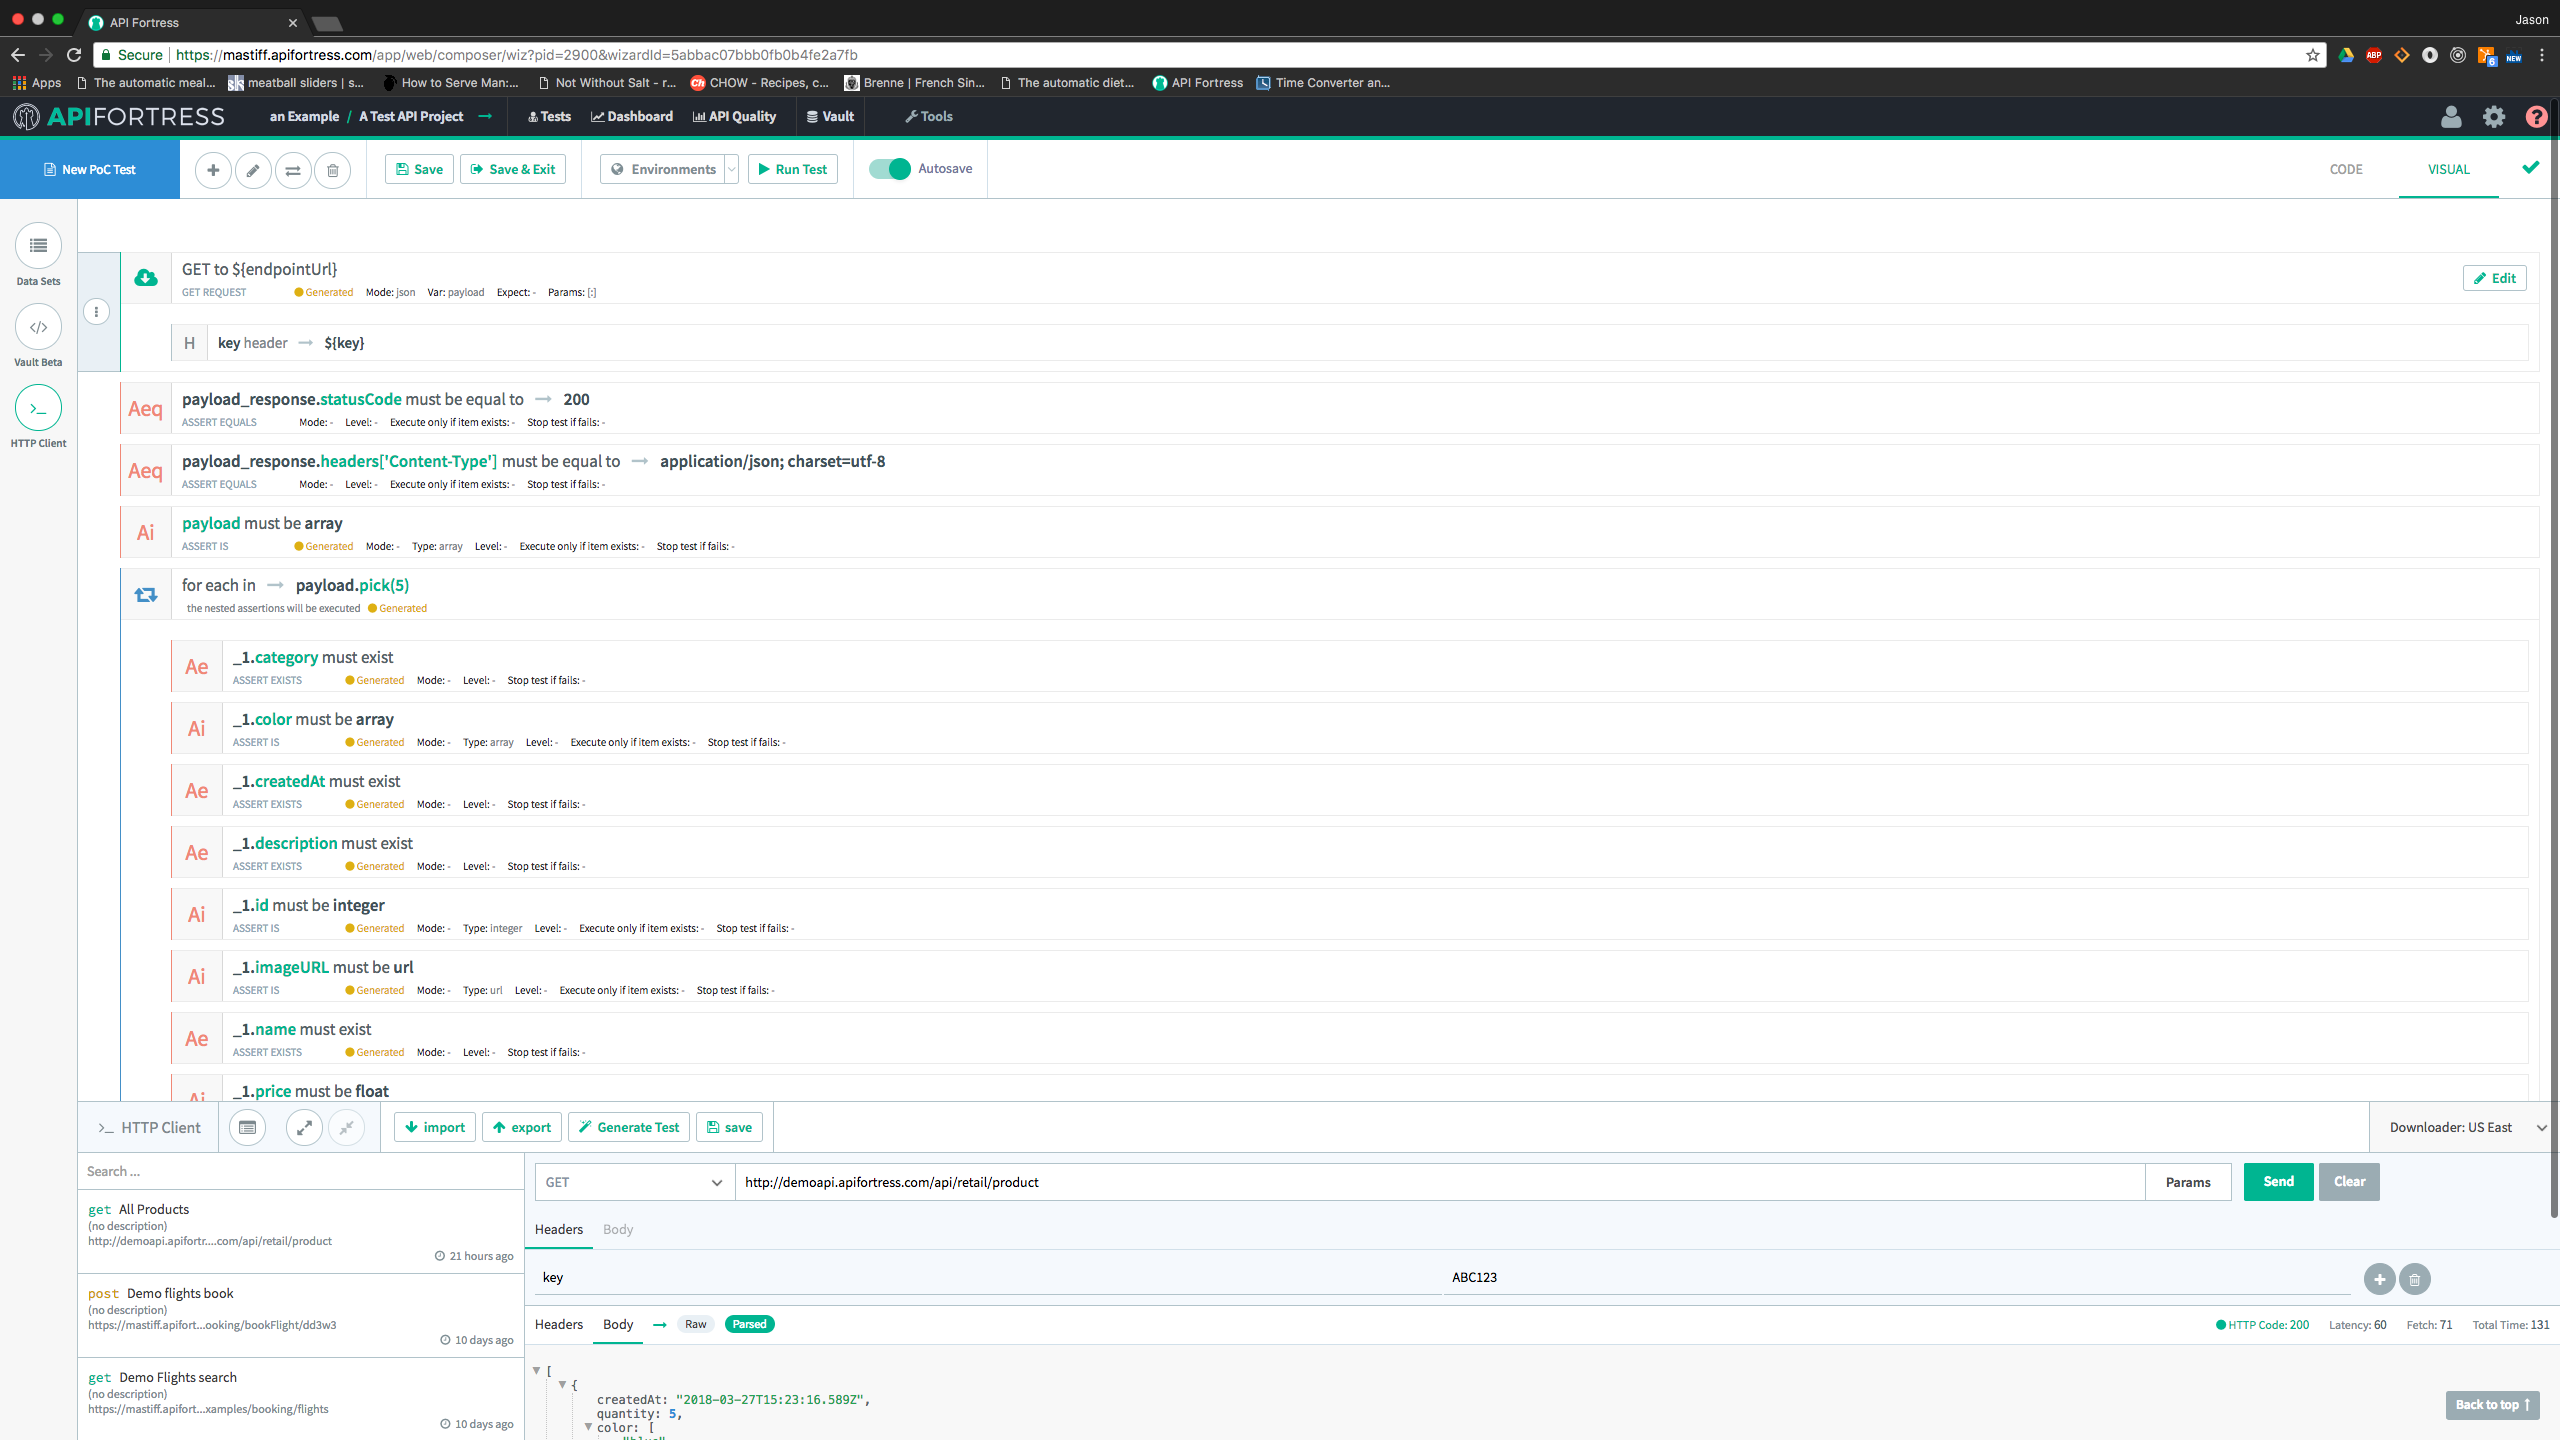 API Fortress
Jason
Secure https://mastiff.apifortress.com/app/web/composer/wiz?pid=2900&wizardId=5abbac07bbb0fb0b4fe2a7fb
ABP 6 NEW
Apps The automatic meal... meatball sliders | s... How to Serve Man:... Not Without Salt - r... Ch CHOW - Recipes, c... Brenne | French Sin... The automatic diet... API Fortress Time Converter an...
APIFORTRESS an Example / A Test API Project → Tests Dashboard API Quality Vault Tools ?
New PoC Test Save Save & Exit Environments Run Test Autosave CODE VISUAL
Data Sets
Vault Beta
HTTP Client
GET to ${endpointUrl}
GET REQUEST Generated Mode: json Var: payload Expect: - Params: [:]
Edit
H key header → ${key}
Aeq payload_response.statusCode must be equal to → 200
ASSERT EQUALS Mode: - Level: - Execute only if item exists: - Stop test if fails: -
Aeq payload_response.headers['Content-Type'] must be equal to → application/json; charset=utf-8
ASSERT EQUALS Mode: - Level: - Execute only if item exists: - Stop test if fails: -
Ai payload must be array
ASSERT IS Generated Mode: - Type: array Level: - Execute only if item exists: - Stop test if fails: -
for each in → payload.pick(5)
the nested assertions will be executed Generated
Ae _1.category must exist
ASSERT EXISTS Generated Mode: - Level: - Stop test if fails: -
Ai _1.color must be array
ASSERT IS Generated Mode: - Type: array Level: - Execute only if item exists: - Stop test if fails: -
Ae _1.createdAt must exist
ASSERT EXISTS Generated Mode: - Level: - Stop test if fails: -
Ae _1.description must exist
ASSERT EXISTS Generated Mode: - Level: - Stop test if fails: -
Ai _1.id must be integer
ASSERT IS Generated Mode: - Type: integer Level: - Execute only if item exists: - Stop test if fails: -
Ai _1.imageURL must be url
ASSERT IS Generated Mode: - Type: url Level: - Execute only if item exists: - Stop test if fails: -
Ae _1.name must exist
ASSERT EXISTS Generated Mode: - Level: - Stop test if fails: -
Ai _1.price must be float
>_ HTTP Client import export Generate Test save Downloader: US East
Search ...
get All Products
(no description)
http://demoapi.apifortr....com/api/retail/product
21 hours ago
post Demo flights book
(no description)
https://mastiff.apifort...ooking/bookFlight/dd3w3
10 days ago
get Demo Flights search
(no description)
https://mastiff.apifort...xamples/booking/flights
10 days ago
GET http://demoapi.apifortress.com/api/retail/product Params Send Clear
Headers Body
key ABC123
Headers Body → Raw Parsed HTTP Code: 200 Latency: 60 Fetch: 71 Total Time: 131
[
{
createdAt: "2018-03-27T15:23:16.589Z",
quantity: 5,
color: [
"blue"
Back to top ↑